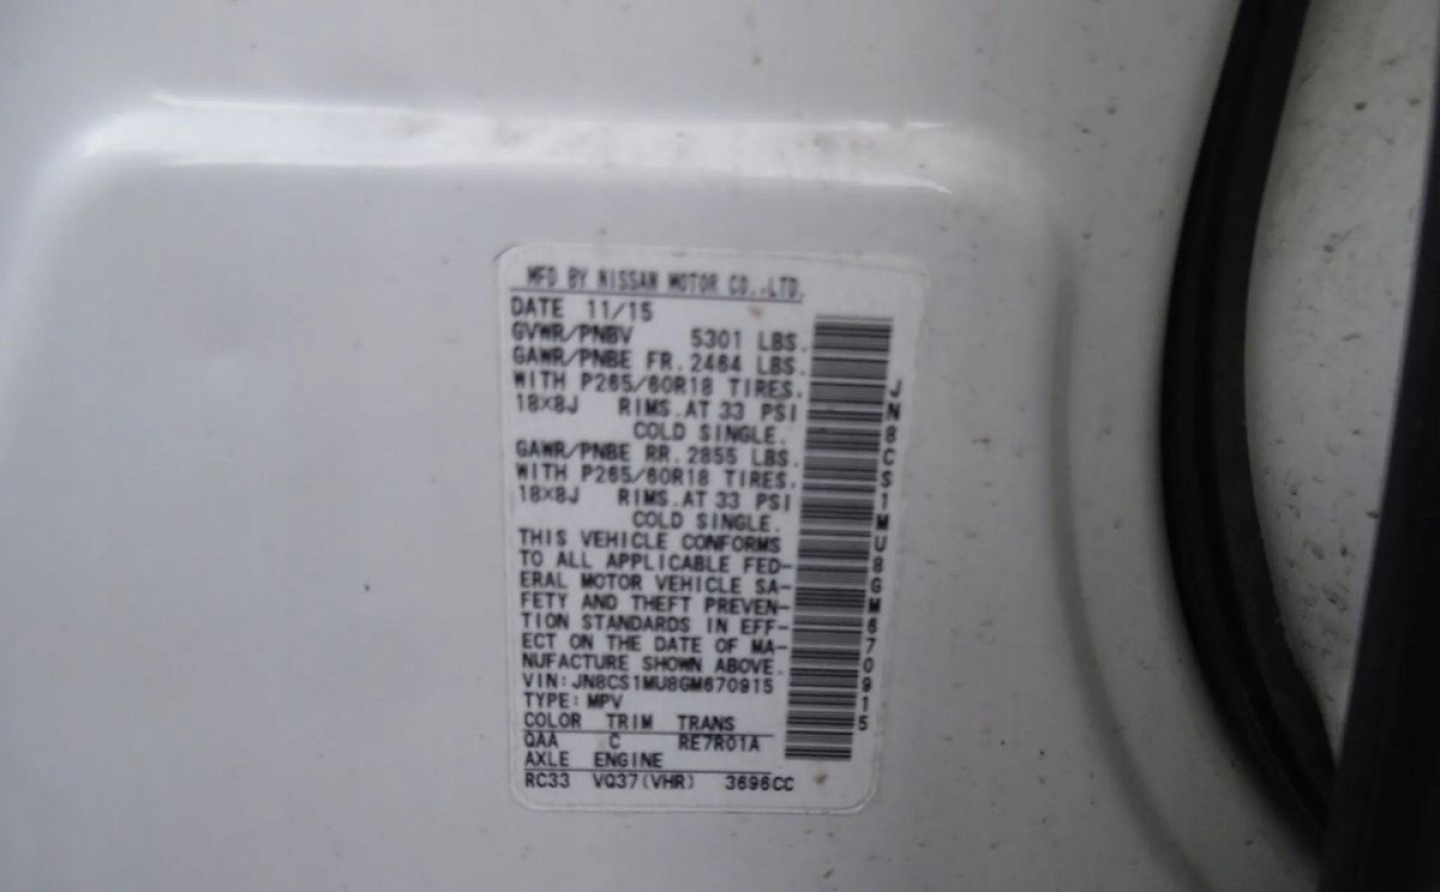 MFD BY NISSAN MOTOR CO.,LTD.
DATE 11/15
GVWR/PNBV 5301 LBS.
GAWR/PNBE FR. 2464 LBS.
WITH P265/60R18 TIRES.
18×8J RIMS.AT 33 PSI
COLD SINGLE.
GAWR/PNBE RR. 2855 LBS.
WITH P265/60R18 TIRES.
18×8J RIMS.AT 33 PSI
COLD SINGLE.
THIS VEHICLE CONFORMS
TO ALL APPLICABLE FED-
ERAL MOTOR VEHICLE SA-
FETY AND THEFT PREVEN-
TION STANDARDS IN EFF-
ECT ON THE DATE OF MA-
NUFACTURE SHOWN ABOVE.
VIN:JN8CS1MU8GM670915
TYPE:MPV
COLOR TRIM TRANS
QAA C RE7R01A
AXLE ENGINE
RC33 VQ37(VHR) 3696CC
JN8CS1MU8GM670915